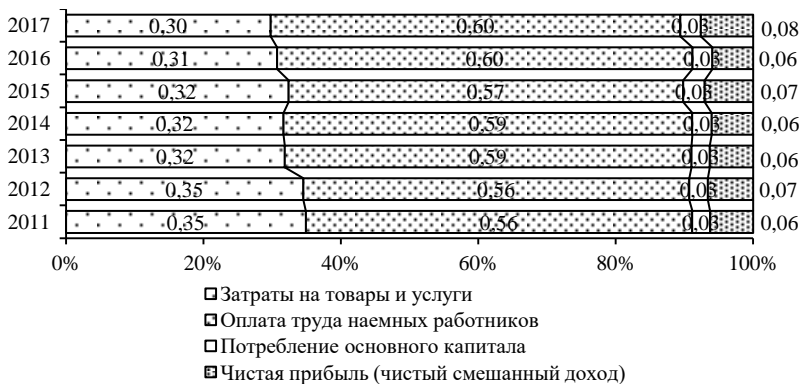 2017 0,30 0,60 0,03 0,08
2016 0,31 0,60 0,03 0,06
2015 0,32 0,57 0,03 0,07
2014 0,32 0,59 0,03 0,06
2013 0,32 0,59 0,03 0,06
2012 0,35 0,56 0,03 0,07
2011 0,35 0,56 0,03 0,06
0% 20% 40% 60% 80% 100%
Затраты на товары и услуги
Оплата труда наемных работников
Потребление основного капитала
Чистая прибыль (чистый смешанный доход)